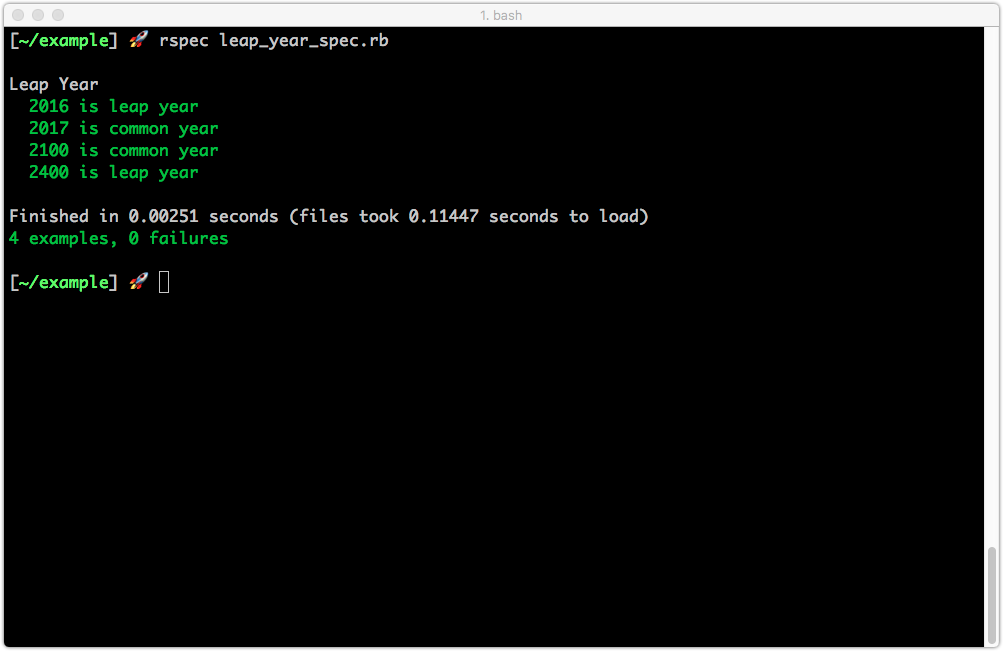 1. bash
[~/example] 🚀 rspec leap_year_spec.rb
Leap Year
2016 is leap year
2017 is common year
2100 is common year
2400 is leap year
Finished in 0.00251 seconds (files took 0.11447 seconds to load)
4 examples, 0 failures
[~/example] 🚀